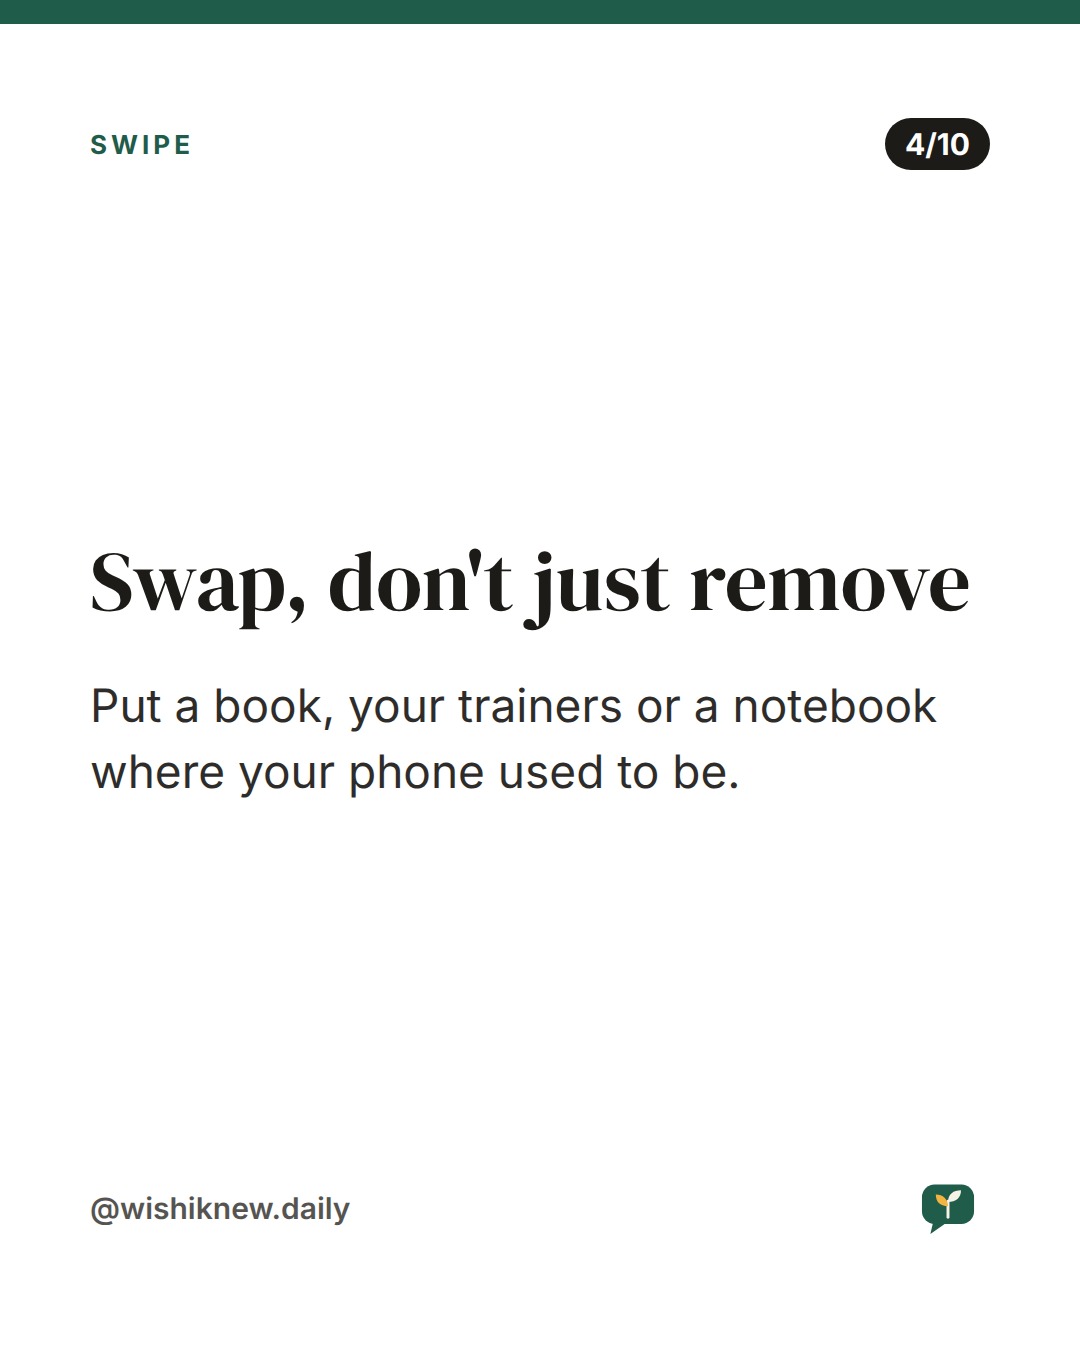 SWIPE
4/10
Swap, don't just remove
Put a book, your trainers or a notebook
where your phone used to be.
@wishiknew.daily